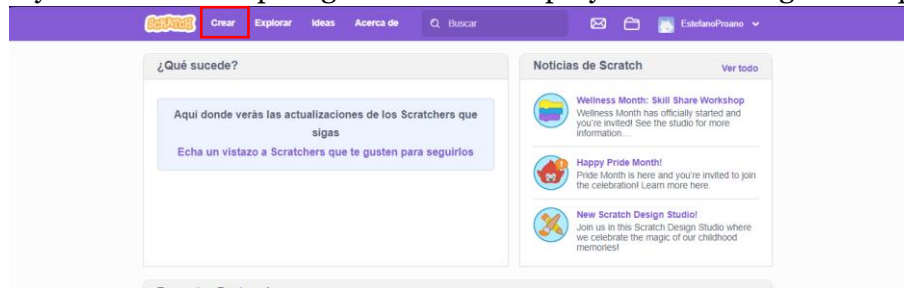 SCRATCH Crear Explorar Ideas Acerca de Buscar EstefanoProano
¿Qué sucede?
Aquí donde verás las actualizaciones de los Scratchers que
sigas
Echa un vistazo a Scratchers que te gusten para seguirlos
Noticias de Scratch Ver todo
Wellness Month: Skill Share Workshop
Wellness Month has officially started and
you're invited! See the studio for more
information...
Happy Pride Month!
Pride Month is here and you're invited to join
the celebration! Learn more here.
New Scratch Design Studio!
Join us in this Scratch Design Studio where
we celebrate the magic of our childhood
memories!